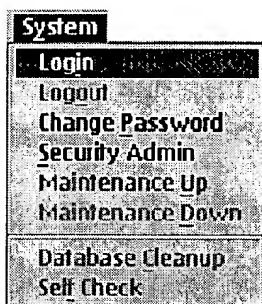 System
Login
Logout
Change Password
Security Admin
Maintenance Up
Maintenance Down
Database Cleanup
Self Check